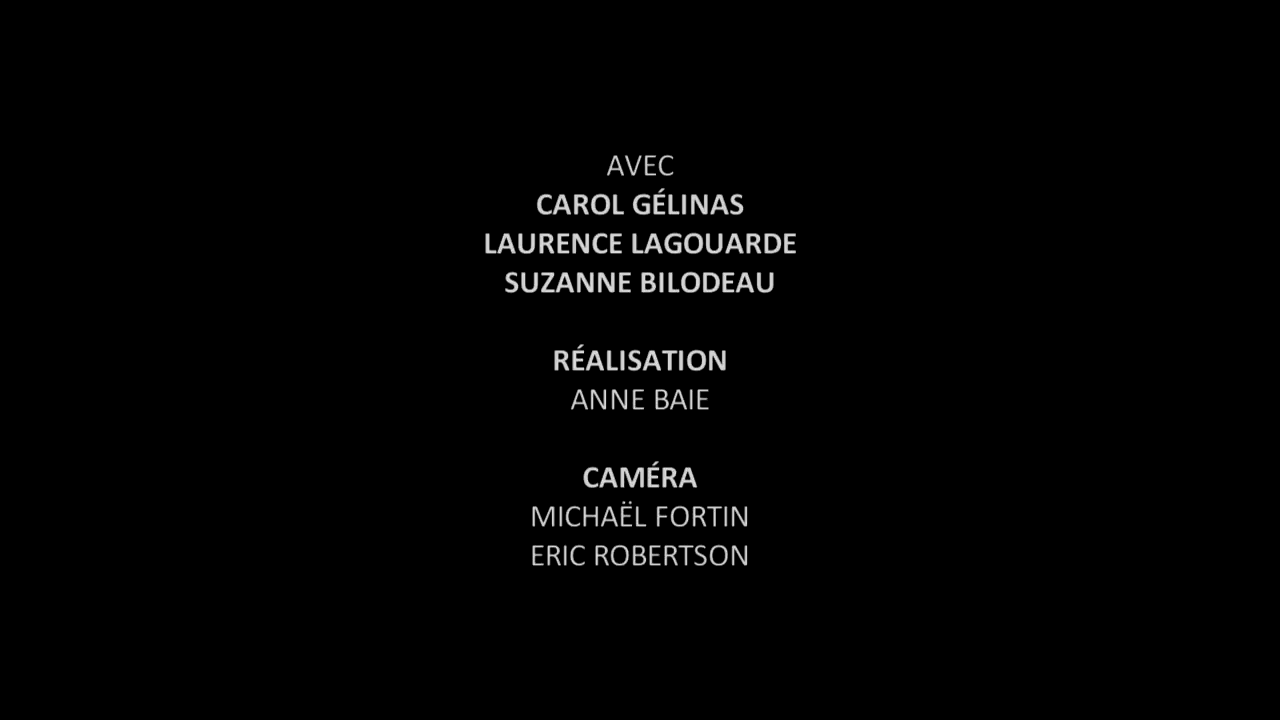 AVEC
CAROL GÉLINAS
LAURENCE LAGOUARDE
SUZANNE BILODEAU
RÉALISATION
ANNE BAIE
CAMÉRA
MICHAËL FORTIN
ERIC ROBERTSON